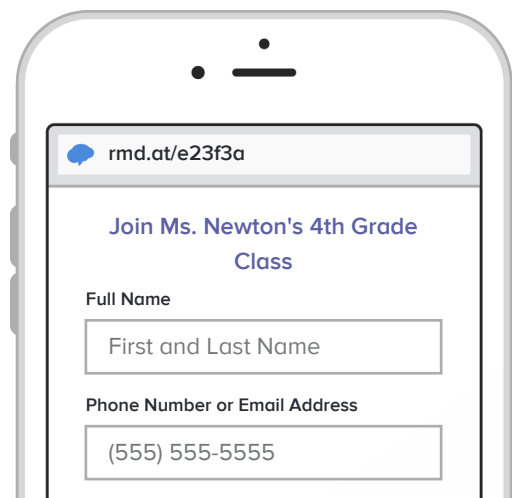 rmd.at/e23f3a
Join Ms. Newton's 4th Grade
Class
Full Name
First and Last Name
Phone Number or Email Address
(555) 555-5555